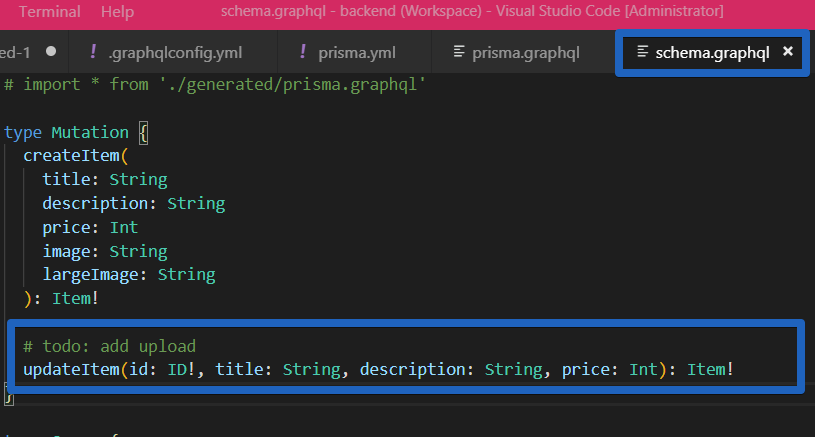 Terminal Help schema.graphql - backend (Workspace) - Visual Studio Code [Administrator]
ed-1 ● ! .graphqlconfig.yml ! prisma.yml prisma.graphql schema.graphql ×
# import * from './generated/prisma.graphql'
type Mutation {
createItem(
title: String
description: String
price: Int
image: String
largeImage: String
): Item!
# todo: add upload
updateItem(id: ID!, title: String, description: String, price: Int): Item!
}